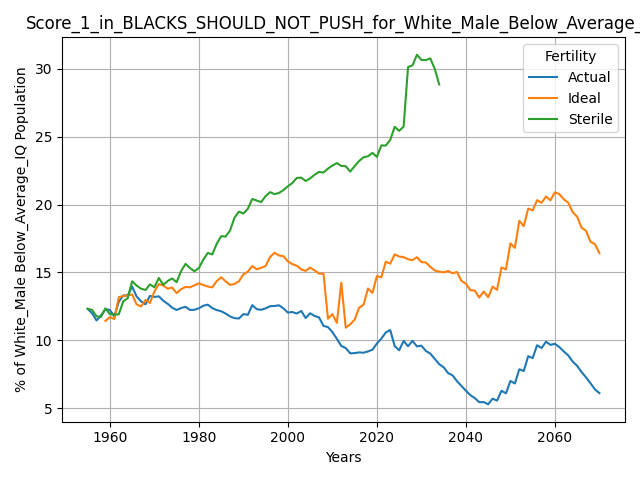 Score_1_in_BLACKS_SHOULD_NOT_PUSH_for_White_Male_Below_Average_
% of White_Male Below_Average_IQ Population
30
25
20
15
10
5
Fertility
Actual
Ideal
Sterile
1960 1980 2000 2020 2040 2060
Years